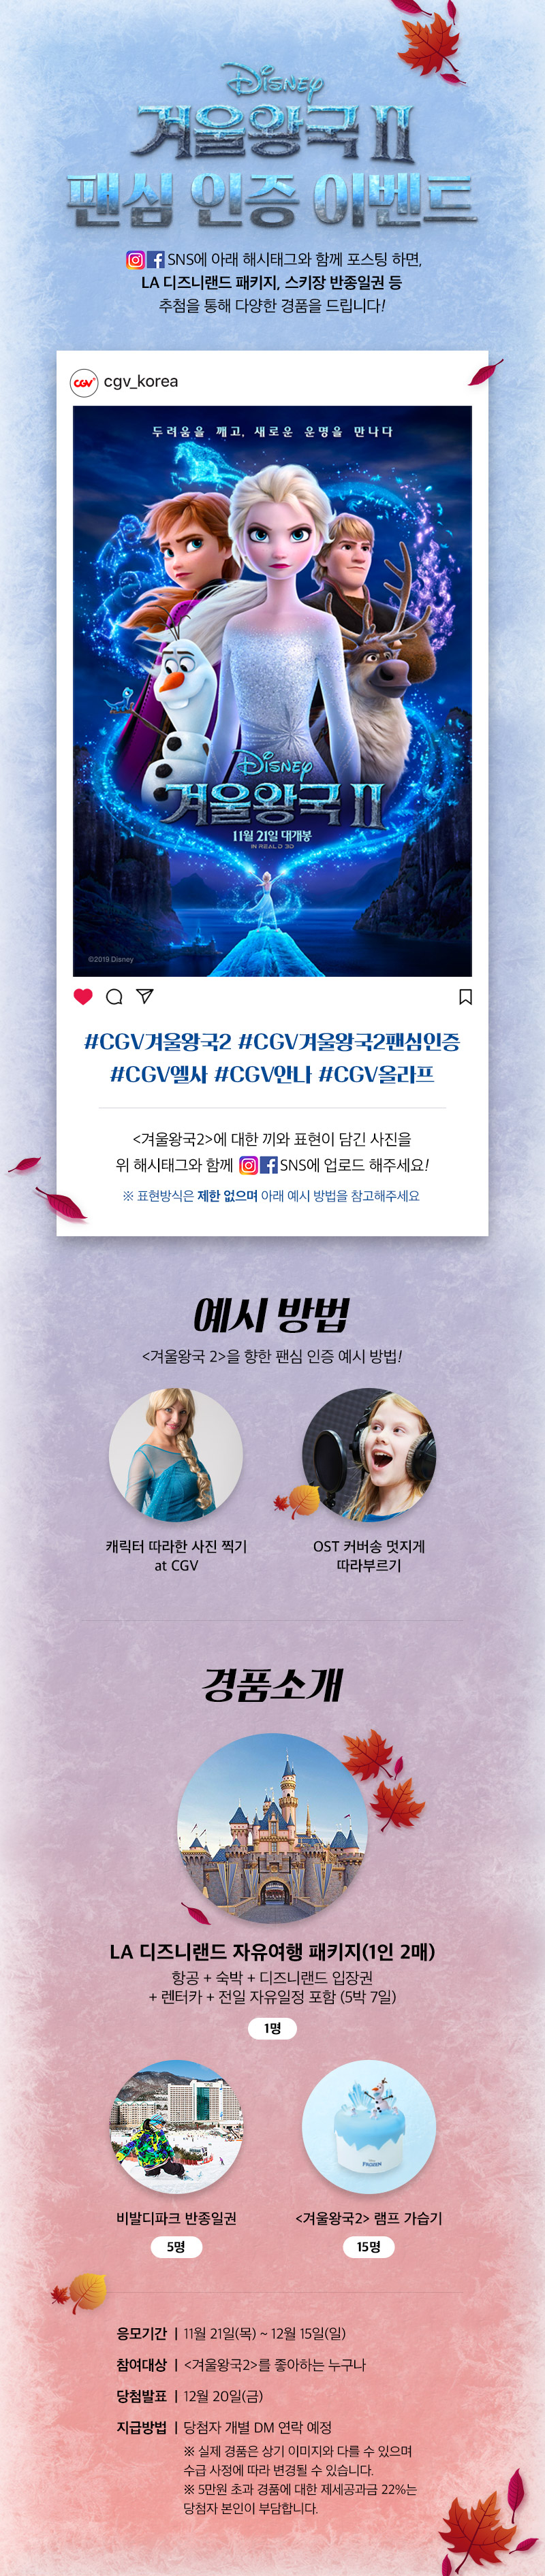 Disney
겨울왕국 II
팬심 인증 이벤트
SNS에 아래 해시태그와 함께 포스팅 하면,
LA 디즈니랜드 패키지, 스키장 반종일권 등
추첨을 통해 다양한 경품을 드립니다!
CGV cgv_korea
두려움을 깨고, 새로운 운명을 만나다
Disney
겨울왕국 II
11월 21일 대개봉
IN REAL D 3D
©2019 Disney
#CGV겨울왕국2 #CGV겨울왕국2팬심인증
#CGV엘사 #CGV안나 #CGV올라프
<겨울왕국2>에 대한 끼와 표현이 담긴 사진을
위 해시태그와 함께 SNS에 업로드 해주세요!
※ 표현방식은 제한 없으며 아래 예시 방법을 참고해주세요
예시 방법
<겨울왕국 2>을 향한 팬심 인증 예시 방법!
캐릭터 따라한 사진 찍기
at CGV
OST 커버송 멋지게
따라부르기
경품소개
LA 디즈니랜드 자유여행 패키지(1인 2매)
항공 + 숙박 + 디즈니랜드 입장권
+ 렌터카 + 전일 자유일정 포함 (5박 7일)
1명
FROZEN
비발디파크 반종일권
5명
<겨울왕국2> 램프 가습기
15명
응모기간 | 11월 21일(목) ~ 12월 15일(일)
참여대상 | <겨울왕국2>를 좋아하는 누구나
당첨발표 | 12월 20일(금)
지급방법 | 당첨자 개별 DM 연락 예정
※ 실제 경품은 상기 이미지와 다를 수 있으며
수급 사정에 따라 변경될 수 있습니다.
※ 5만원 초과 경품에 대한 제세공과금 22%는
당첨자 본인이 부담합니다.